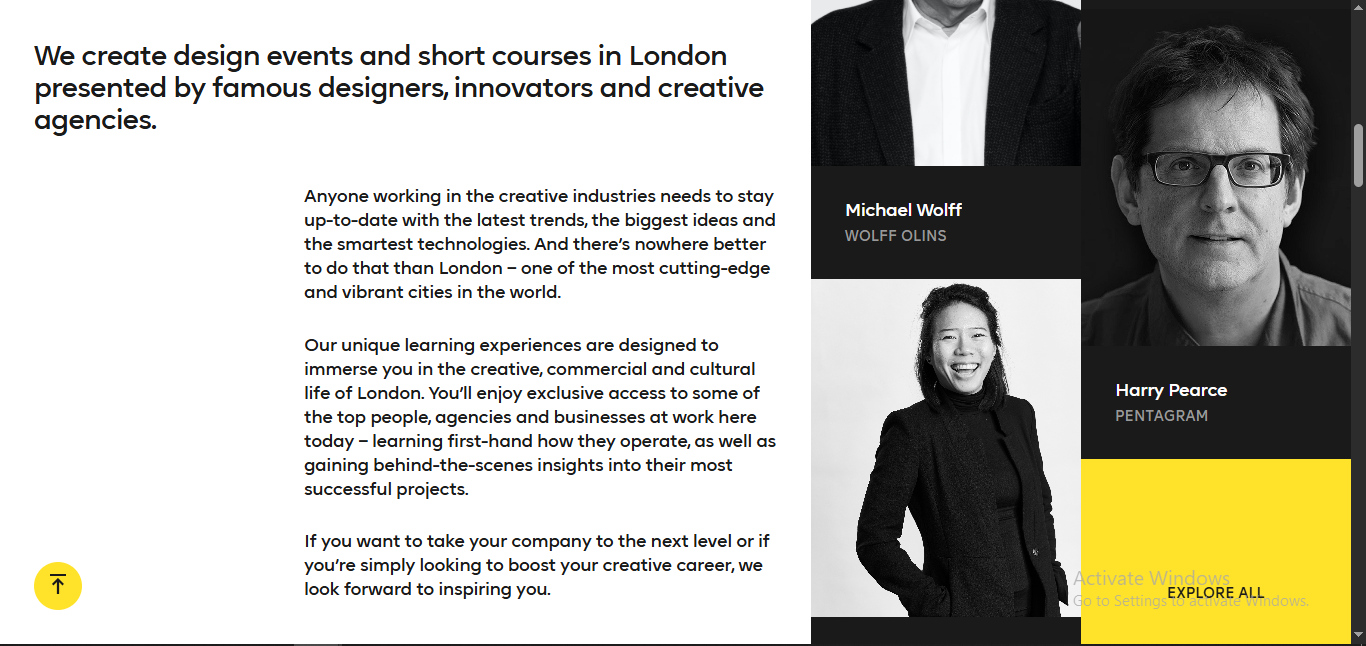 We create design events and short courses in London
presented by famous designers, innovators and creative
agencies.
Anyone working in the creative industries needs to stay
up-to-date with the latest trends, the biggest ideas and
the smartest technologies. And there’s nowhere better
to do that than London – one of the most cutting-edge
and vibrant cities in the world.
Our unique learning experiences are designed to
immerse you in the creative, commercial and cultural
life of London. You’ll enjoy exclusive access to some of
the top people, agencies and businesses at work here
today – learning first-hand how they operate, as well as
gaining behind-the-scenes insights into their most
successful projects.
If you want to take your company to the next level or if
you’re simply looking to boost your creative career, we
look forward to inspiring you.
Michael Wolff
WOLFF OLINS
Harry Pearce
PENTAGRAM
EXPLORE ALL
Activate Windows
Go to Settings to activate Windows.